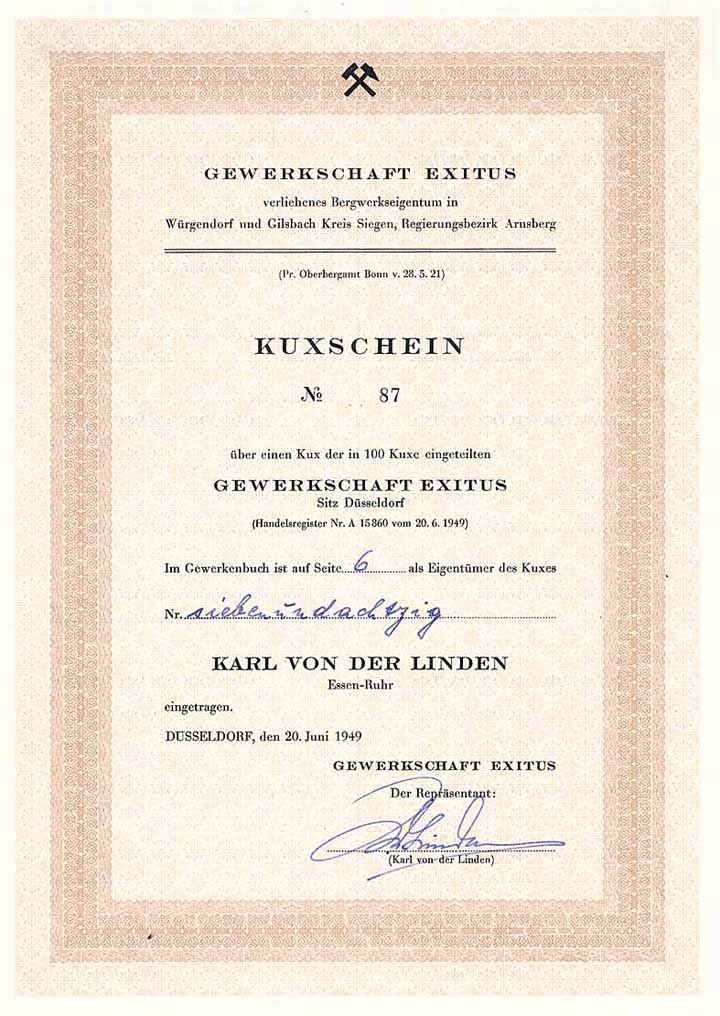 GEWERKSCHAFT EXITUS
verliehenes Bergwerkseigentum in
Würgendorf und Gilsbach Kreis Siegen, Regierungsbezirk Arnsberg
(Pr. Oberbergamt Bonn v. 28. 5. 21)
KUXSCHEIN
№ 87
über einen Kux der in 100 Kuxe eingeteilten
GEWERKSCHAFT EXITUS
Sitz Düsseldorf
(Handelsregister Nr. A 15860 vom 20. 6. 1949)
Im Gewerkenbuch ist auf Seite 6 als Eigentümer des Kuxes
Nr. siebenundachtzig
KARL VON DER LINDEN
Essen-Ruhr
eingetragen.
DÜSSELDORF, den 20. Juni 1949
GEWERKSCHAFT EXITUS
Der Repräsentant:
(Karl von der Linden)